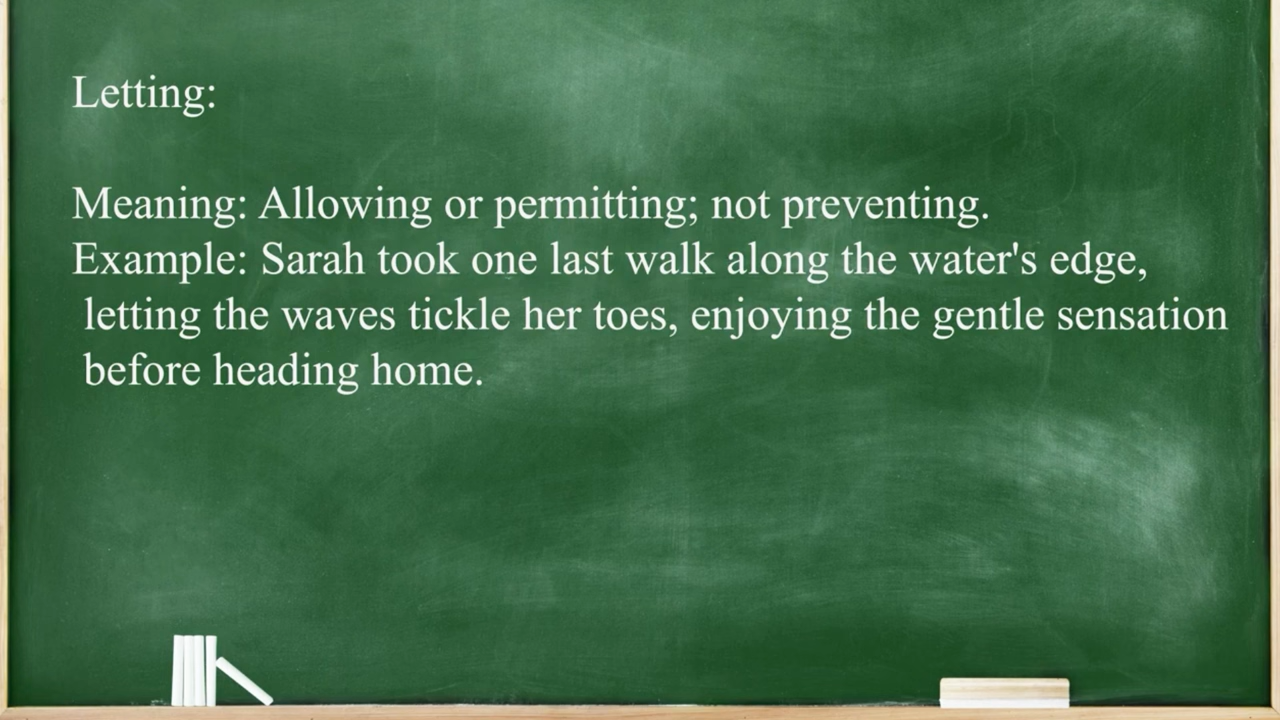 Letting:
Meaning: Allowing or permitting; not preventing.
Example: Sarah took one last walk along the water's edge,
letting the waves tickle her toes, enjoying the gentle sensation
before heading home.